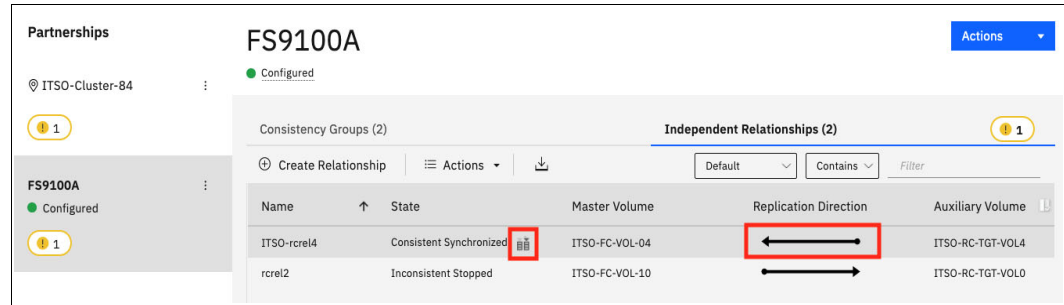 Partnerships
ITSO-Cluster-84
1
FS9100A
Configured
1
FS9100A
Configured
Actions
Consistency Groups (2)
Independent Relationships (2)
1
Create Relationship
Actions
Default
Contains
Filter
Name State Master Volume Replication Direction Auxiliary Volume
ITSO-rcrel4 Consistent Synchronized ITSO-FC-VOL-04 ITSO-RC-TGT-VOL4
rcrel2 Inconsistent Stopped ITSO-FC-VOL-10 ITSO-RC-TGT-VOL0